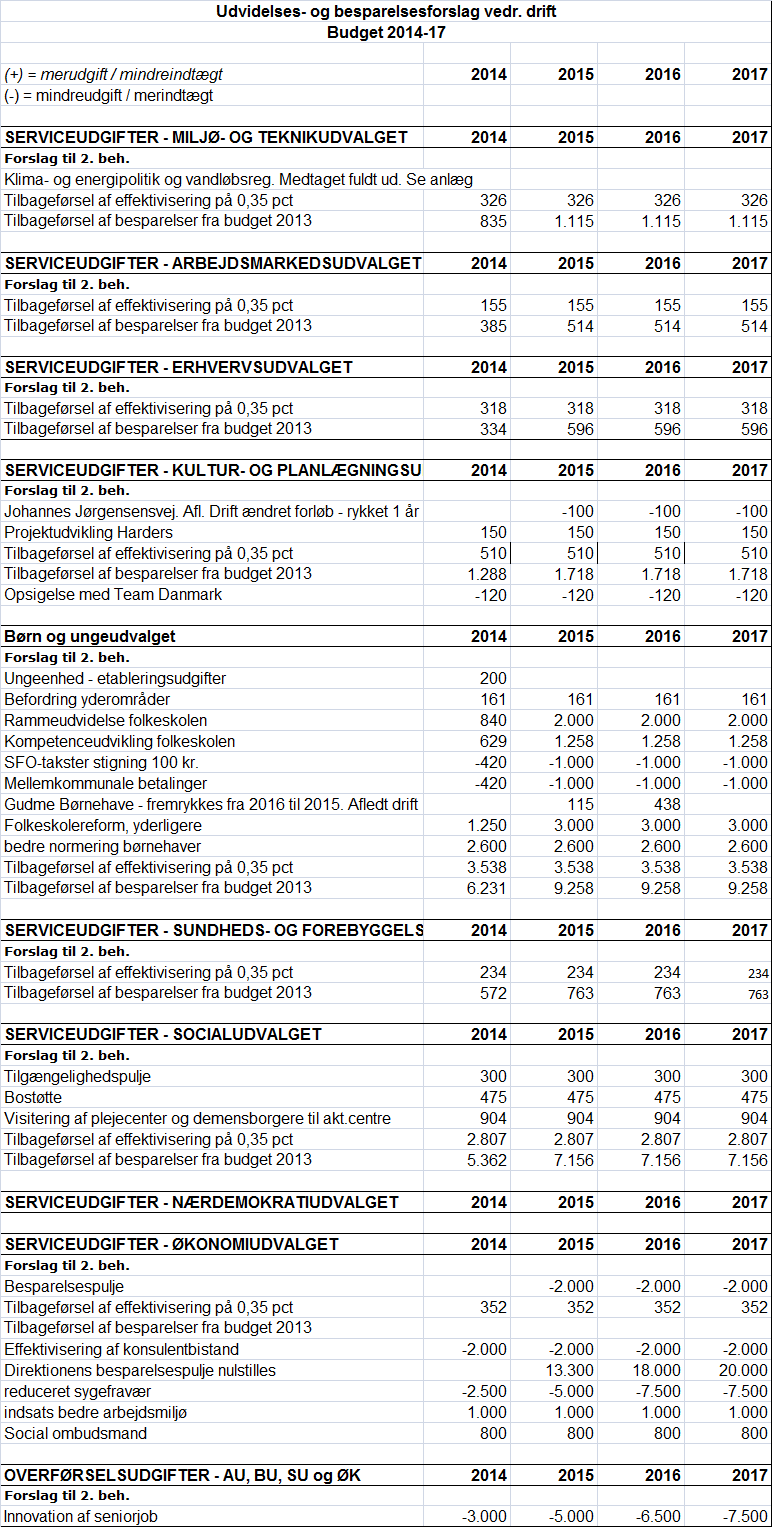 Udvidelses- og besparelsesforslag vedr. drift
Budget 2014-17
(+) = merudgift / mindreindtægt 2014 2015 2016 2017
(-) = mindreudgift / merindtægt
SERVICEUDGIFTER - MILJØ- OG TEKNIKUDVALGET 2014 2015 2016 2017
Forslag til 2. beh.
Klima- og energipolitik og vandløbsreg. Medtaget fuldt ud. Se anlæg
Tilbageførsel af effektivisering på 0,35 pct 326 326 326 326
Tilbageførsel af besparelser fra budget 2013 835 1.115 1.115 1.115
SERVICEUDGIFTER - ARBEJDSMARKEDSUDVALGET 2014 2015 2016 2017
Forslag til 2. beh.
Tilbageførsel af effektivisering på 0,35 pct 155 155 155 155
Tilbageførsel af besparelser fra budget 2013 385 514 514 514
SERVICEUDGIFTER - ERHVERVSUDVALGET 2014 2015 2016 2017
Forslag til 2. beh.
Tilbageførsel af effektivisering på 0,35 pct 318 318 318 318
Tilbageførsel af besparelser fra budget 2013 334 596 596 596
SERVICEUDGIFTER - KULTUR- OG PLANLÆGNINGSU 2014 2015 2016 2017
Forslag til 2. beh.
Johannes Jørgensensvej. Afl. Drift ændret forløb - rykket 1 år -100 -100 -100
Projektudvikling Harders 150 150 150 150
Tilbageførsel af effektivisering på 0,35 pct 510 510 510 510
Tilbageførsel af besparelser fra budget 2013 1.288 1.718 1.718 1.718
Opsigelse med Team Danmark -120 -120 -120 -120
Børn og ungeudvalget 2014 2015 2016 2017
Forslag til 2. beh.
Ungeenhed - etableringsudgifter 200
Befordring yderområder 161 161 161 161
Rammeudvidelse folkeskolen 840 2.000 2.000 2.000
Kompetenceudvikling folkeskolen 629 1.258 1.258 1.258
SFO-takster stigning 100 kr. -420 -1.000 -1.000 -1.000
Mellemkommunale betalinger -420 -1.000 -1.000 -1.000
Gudme Børnehave - fremrykkes fra 2016 til 2015. Afledt drift 115 438
Folkeskolereform, yderligere 1.250 3.000 3.000 3.000
bedre normering børnehaver 2.600 2.600 2.600 2.600
Tilbageførsel af effektivisering på 0,35 pct 3.538 3.538 3.538 3.538
Tilbageførsel af besparelser fra budget 2013 6.231 9.258 9.258 9.258
SERVICEUDGIFTER - SUNDHEDS- OG FOREBYGGELS 2014 2015 2016 2017
Forslag til 2. beh.
Tilbageførsel af effektivisering på 0,35 pct 234 234 234 234
Tilbageførsel af besparelser fra budget 2013 572 763 763 763
SERVICEUDGIFTER - SOCIALUDVALGET 2014 2015 2016 2017
Forslag til 2. beh.
Tilgængelighedspulje 300 300 300 300
Bostøtte 475 475 475 475
Visitering af plejecenter og demensborgere til akt.centre 904 904 904 904
Tilbageførsel af effektivisering på 0,35 pct 2.807 2.807 2.807 2.807
Tilbageførsel af besparelser fra budget 2013 5.362 7.156 7.156 7.156
SERVICEUDGIFTER - NÆRDEMOKRATIUDVALGET 2014 2015 2016 2017
SERVICEUDGIFTER - ØKONOMIUDVALGET 2014 2015 2016 2017
Forslag til 2. beh.
Besparelsespulje -2.000 -2.000 -2.000
Tilbageførsel af effektivisering på 0,35 pct 352 352 352 352
Tilbageførsel af besparelser fra budget 2013
Effektivisering af konsulentbistand -2.000 -2.000 -2.000 -2.000
Direktionens besparelsespulje nulstilles 13.300 18.000 20.000
reduceret sygefravær -2.500 -5.000 -7.500 -7.500
indsats bedre arbejdsmiljø 1.000 1.000 1.000 1.000
Social ombudsmand 800 800 800 800
OVERFØRSELSUDGIFTER - AU, BU, SU og ØK 2014 2015 2016 2017
Forslag til 2. beh.
Innovation af seniorjob -3.000 -5.000 -6.500 -7.500